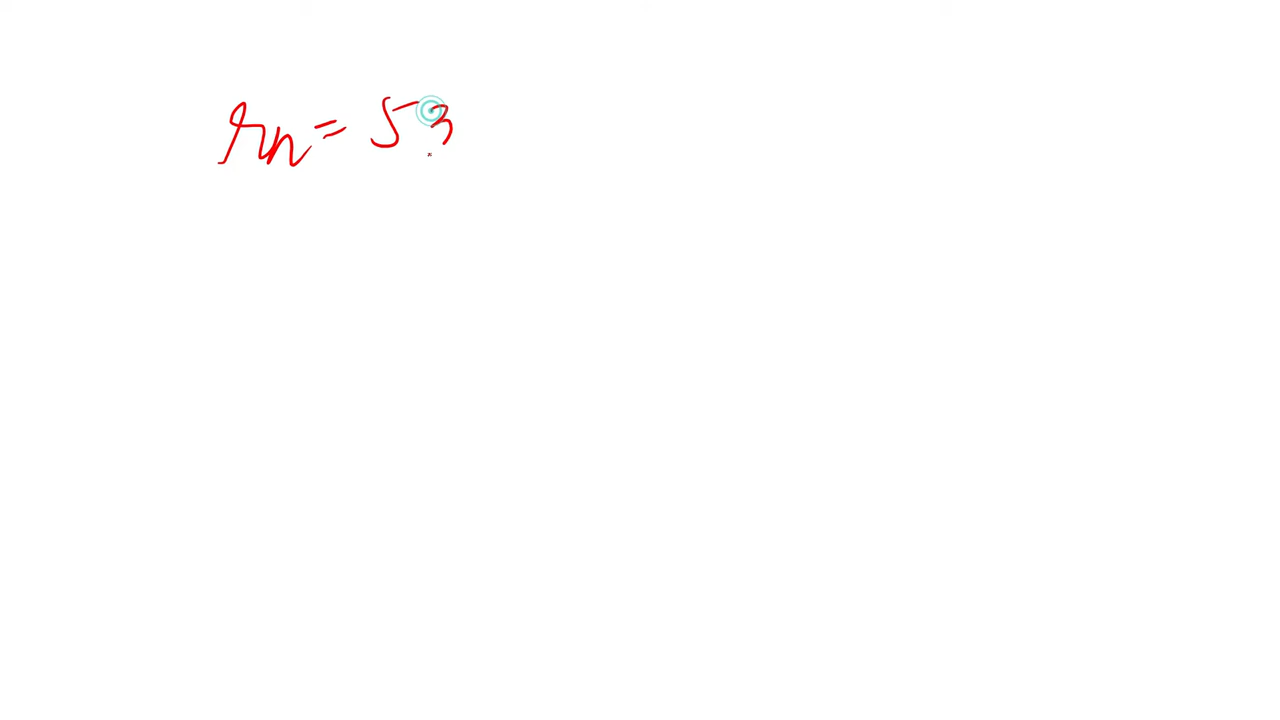 rn = 53